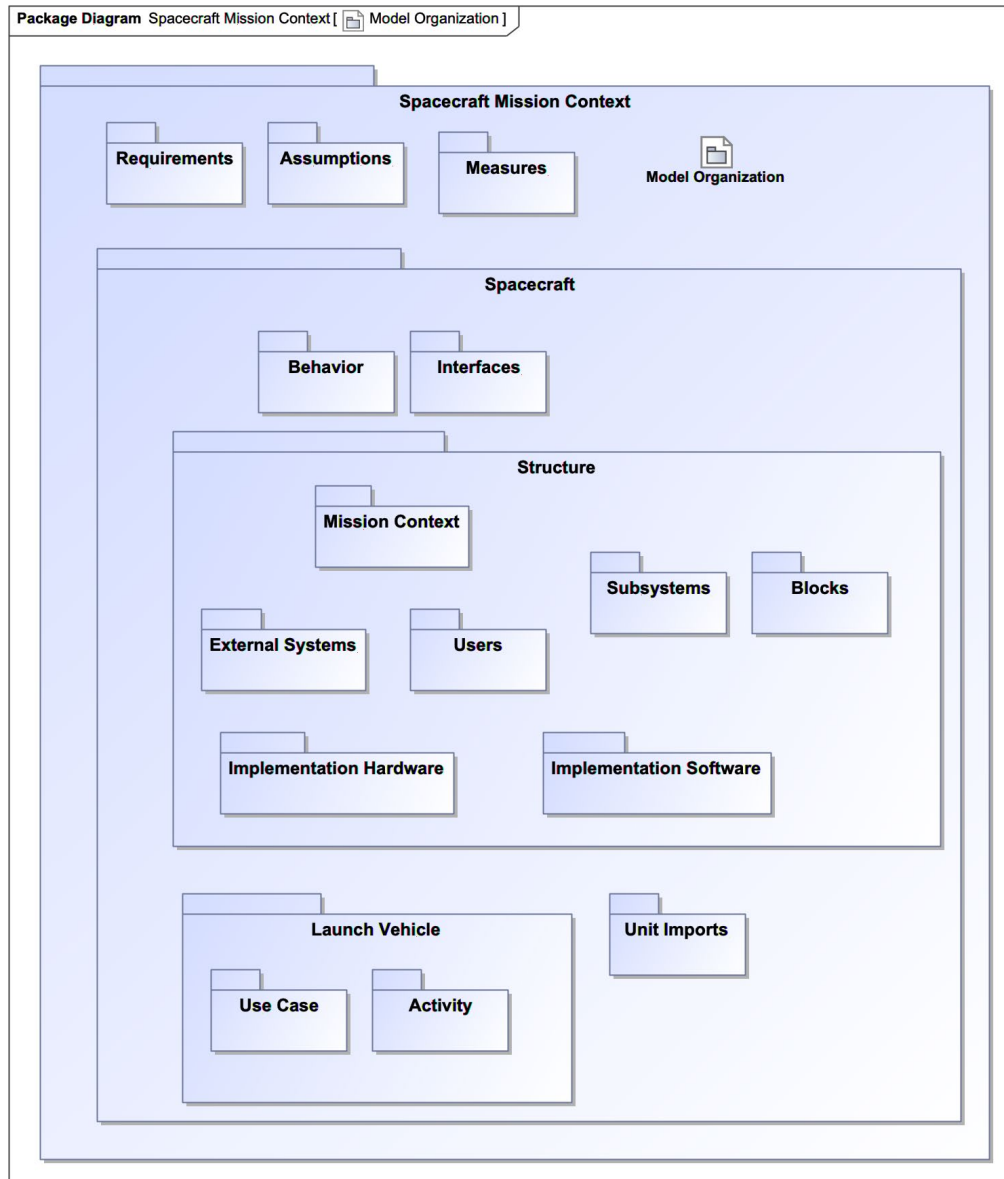 Package Diagram Spacecraft Mission Context [ Model Organization ]
Spacecraft Mission Context
Requirements
Assumptions
Measures
Model Organization
Spacecraft
Behavior
Interfaces
Structure
Mission Context
Subsystems
Blocks
External Systems
Users
Implementation Hardware
Implementation Software
Launch Vehicle
Unit Imports
Use Case
Activity